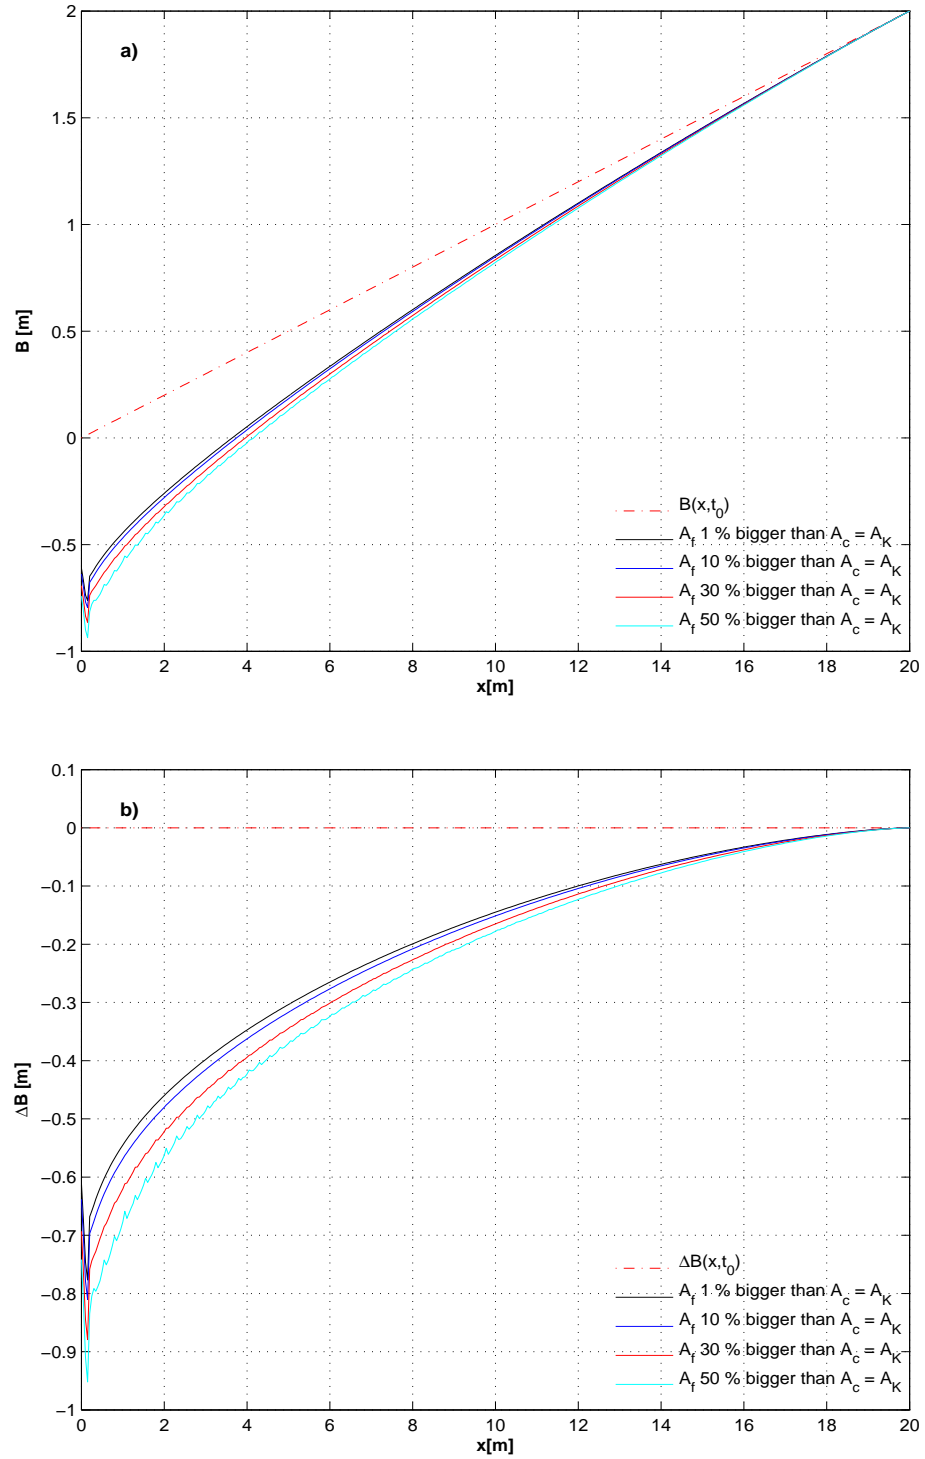 a)
2
1.5
1
0.5
0
−0.5
−1
B [m]
B(x,t0)
Af 1 % bigger than Ac = AK
Af 10 % bigger than Ac = AK
Af 30 % bigger than Ac = AK
Af 50 % bigger than Ac = AK
0 2 4 6 8 10 12 14 16 18 20
x[m]
b)
0.1
0
−0.1
−0.2
−0.3
−0.4
−0.5
−0.6
−0.7
−0.8
−0.9
−1
ΔB [m]
ΔB(x,t0)
Af 1 % bigger than Ac = AK
Af 10 % bigger than Ac = AK
Af 30 % bigger than Ac = AK
Af 50 % bigger than Ac = AK
0 2 4 6 8 10 12 14 16 18 20
x[m]